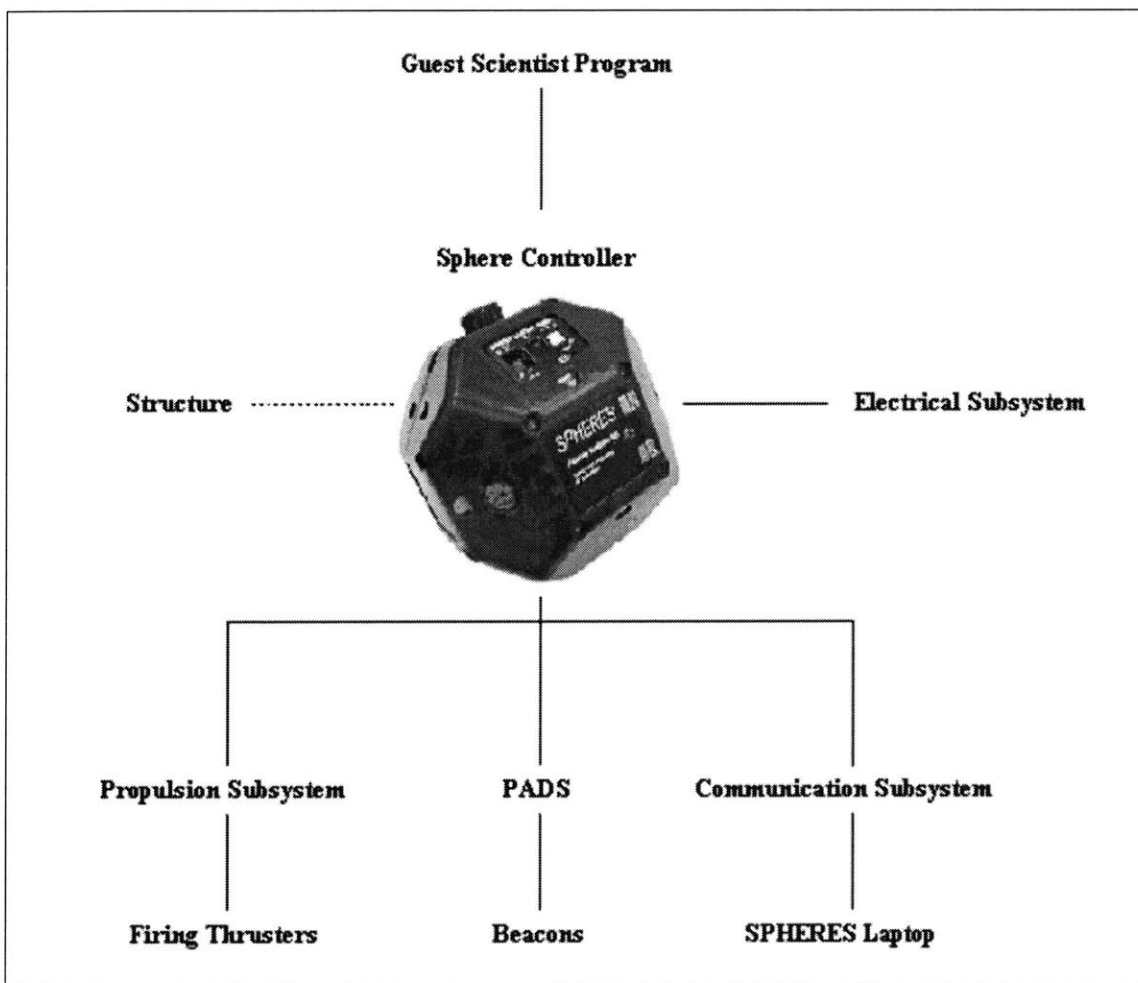 Guest Scientist Program
Sphere Controller
Structure
Electrical Subsystem
SPHERES
Propulsion Subsystem
PADS
Communication Subsystem
Firing Thrusters
Beacons
SPHERES Laptop